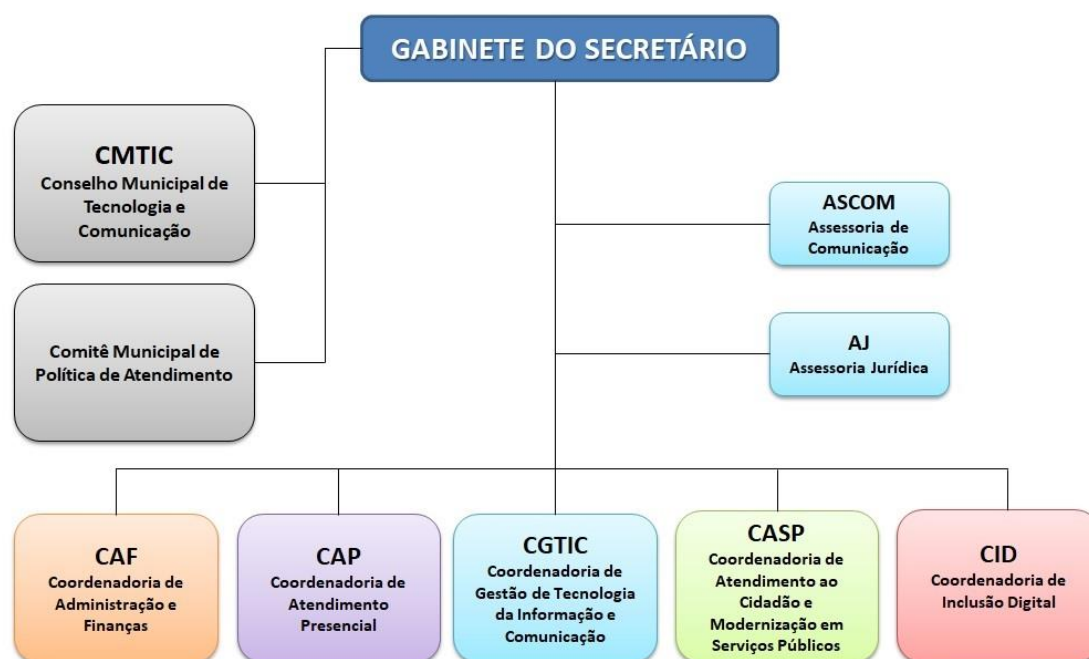 GABINETE DO SECRETÁRIO
CMTIC
Conselho Municipal de
Tecnologia e
Comunicação
Comitê Municipal de
Política de Atendimento
ASCOM
Assessoria de
Comunicação
AJ
Assessoria Jurídica
CAF
Coordenadoria de
Administração e
Finanças
CAP
Coordenadoria de
Atendimento
Presencial
CGTIC
Coordenadoria de
Gestão de Tecnologia
da Informação e
Comunicação
CASP
Coordenadoria de
Atendimento ao
Cidadão e
Modernização em
Serviços Públicos
CID
Coordenadoria de
Inclusão Digital